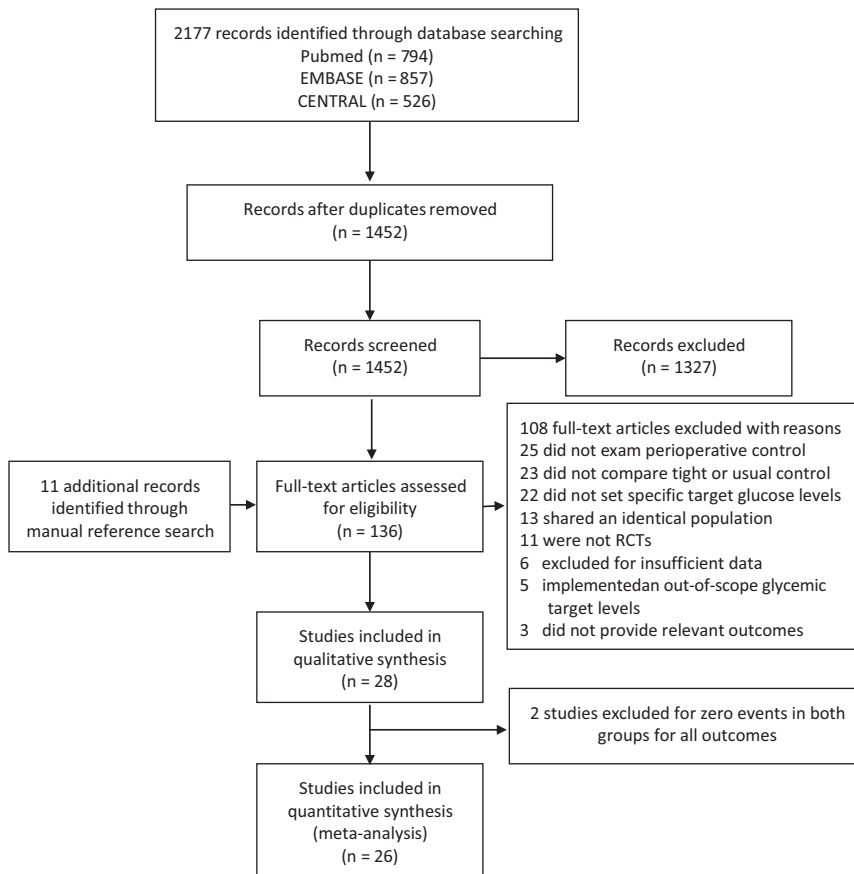 2177 records identified through database searching
Pubmed (n = 794)
EMBASE (n = 857)
CENTRAL (n = 526)
Records after duplicates removed
(n = 1452)
Records screened
(n = 1452)
Records excluded
(n = 1327)
11 additional records
identified through
manual reference search
Full-text articles assessed
for eligibility
(n = 136)
108 full-text articles excluded with reasons
25 did not exam perioperative control
23 did not compare tight or usual control
22 did not set specific target glucose levels
13 shared an identical population
11 were not RCTs
6 excluded for insufficient data
5 implementedan out-of-scope glycemic
target levels
3 did not provide relevant outcomes
Studies included in
qualitative synthesis
(n = 28)
2 studies excluded for zero events in both
groups for all outcomes
Studies included in
quantitative synthesis
(meta-analysis)
(n = 26)